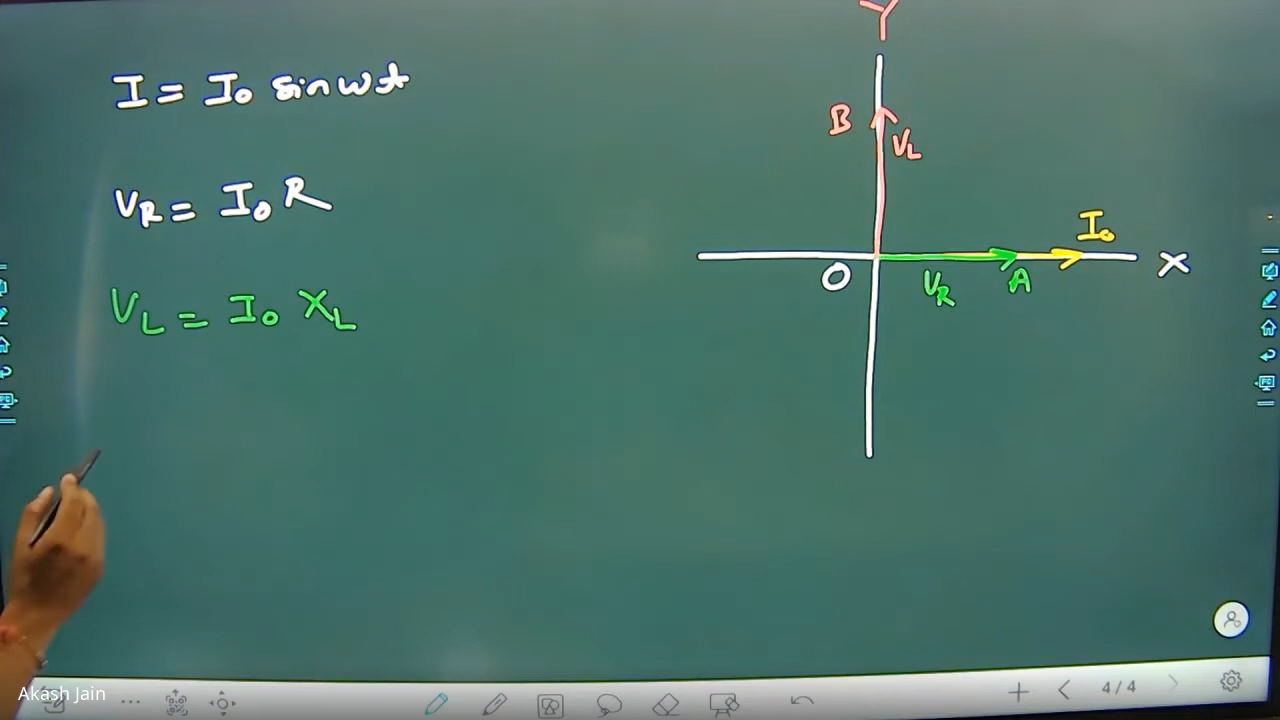 I = I₀ sin ωt
V_R = I₀ R
V_L = I₀ X_L
Y
B
V_L
I₀
O
V_R
A
X
Akash Jain
4/4